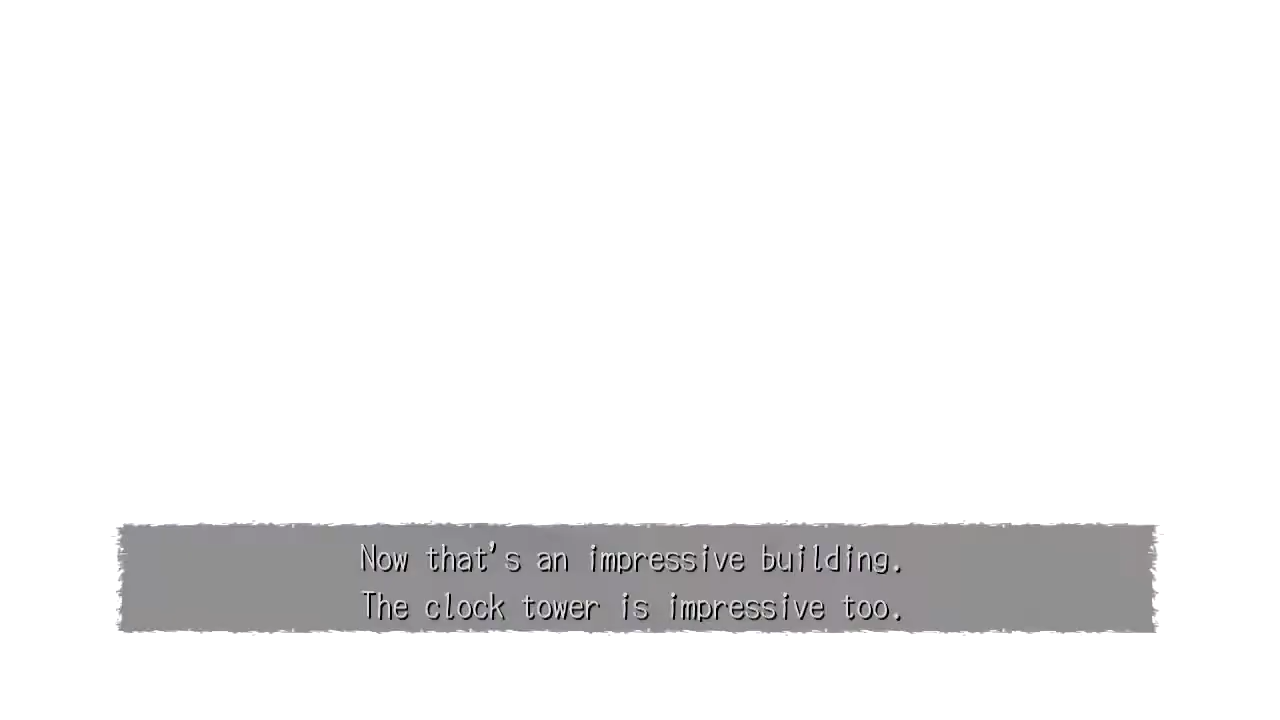 Now that's an impressive building.
The clock tower is impressive too.